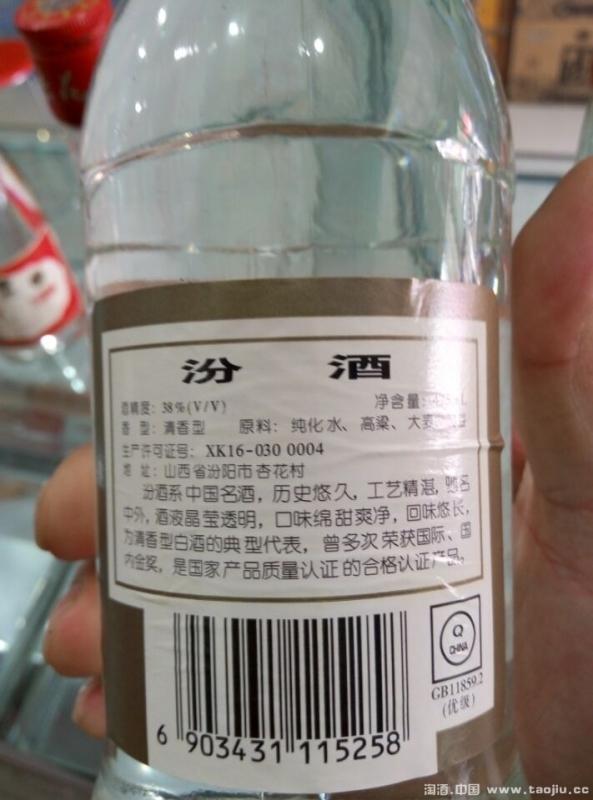 汾 酒
酒精度: 38%(V/V) 净含量:
香 型: 清香型 原料: 纯化水、高粱、大麦
生产许可证号: XK16-030 0004
地 址: 山西省汾阳市杏花村
汾酒系中国名酒, 历史悠久, 工艺精湛, 驰名
中外, 酒液晶莹透明, 口味绵甜爽净, 回味悠长,
为清香型白酒的典型代表, 曾多次荣获国际、国
内金奖, 是国家产品质量认证的合格认证产品。
Q
CHINA
GB11859.2
(优级)
6 903431 115258
淘酒.中国 www.taojiu.cc